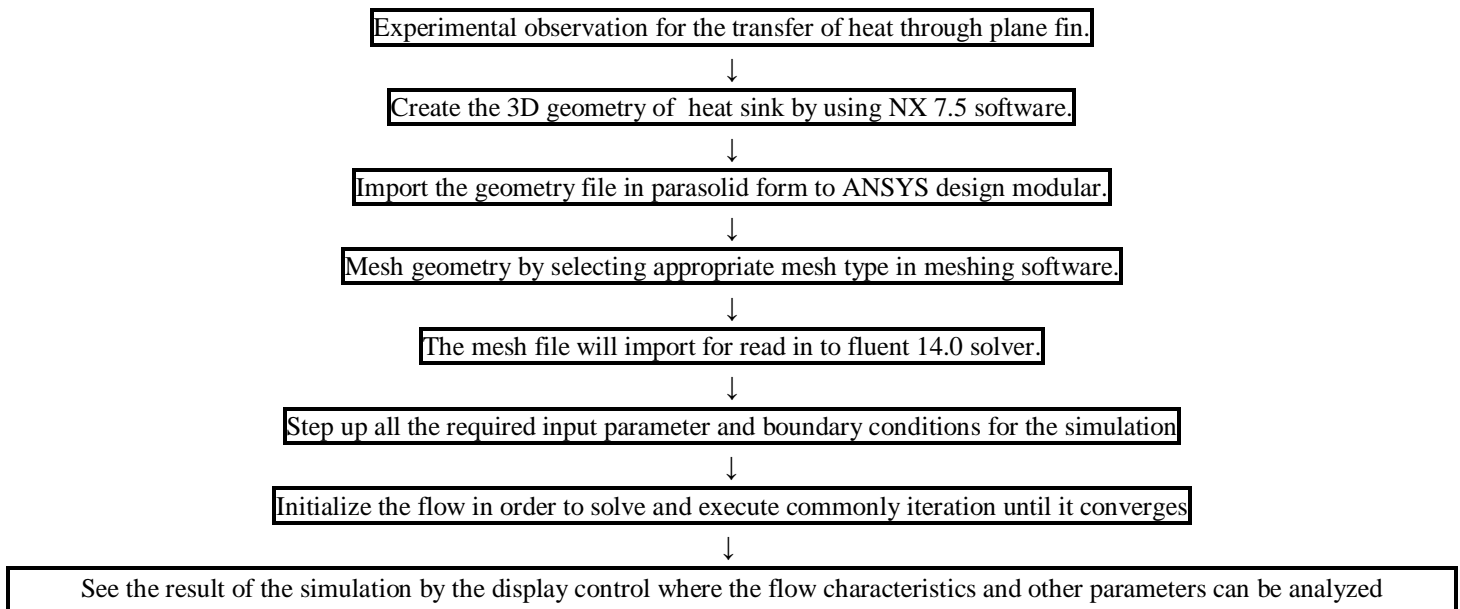 Experimental observation for the transfer of heat through plane fin.
↓
Create the 3D geometry of  heat sink by using NX 7.5 software.
↓
Import the geometry file in parasolid form to ANSYS design modular.
↓
Mesh geometry by selecting appropriate mesh type in meshing software.
↓
The mesh file will import for read in to fluent 14.0 solver.
↓
Step up all the required input parameter and boundary conditions for the simulation
↓
Initialize the flow in order to solve and execute commonly iteration until it converges
↓
See the result of the simulation by the display control where the flow characteristics and other parameters can be analyzed